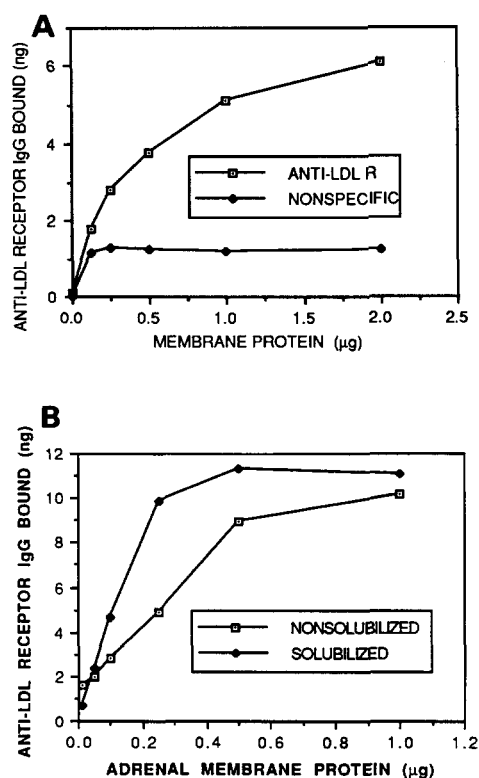 A
ANTI-LDL RECEPTOR IgG BOUND (ng)
6
4
2
0
ANTI-LDL R
NONSPECIFIC
0.0 0.5 1.0 1.5 2.0 2.5
MEMBRANE PROTEIN (µg)
B
ANTI-LDL RECEPTOR IgG BOUND (ng)
12
10
8
6
4
2
0
NONSOLUBILIZED
SOLUBILIZED
0.0 0.2 0.4 0.6 0.8 1.0 1.2
ADRENAL MEMBRANE PROTEIN (µg)